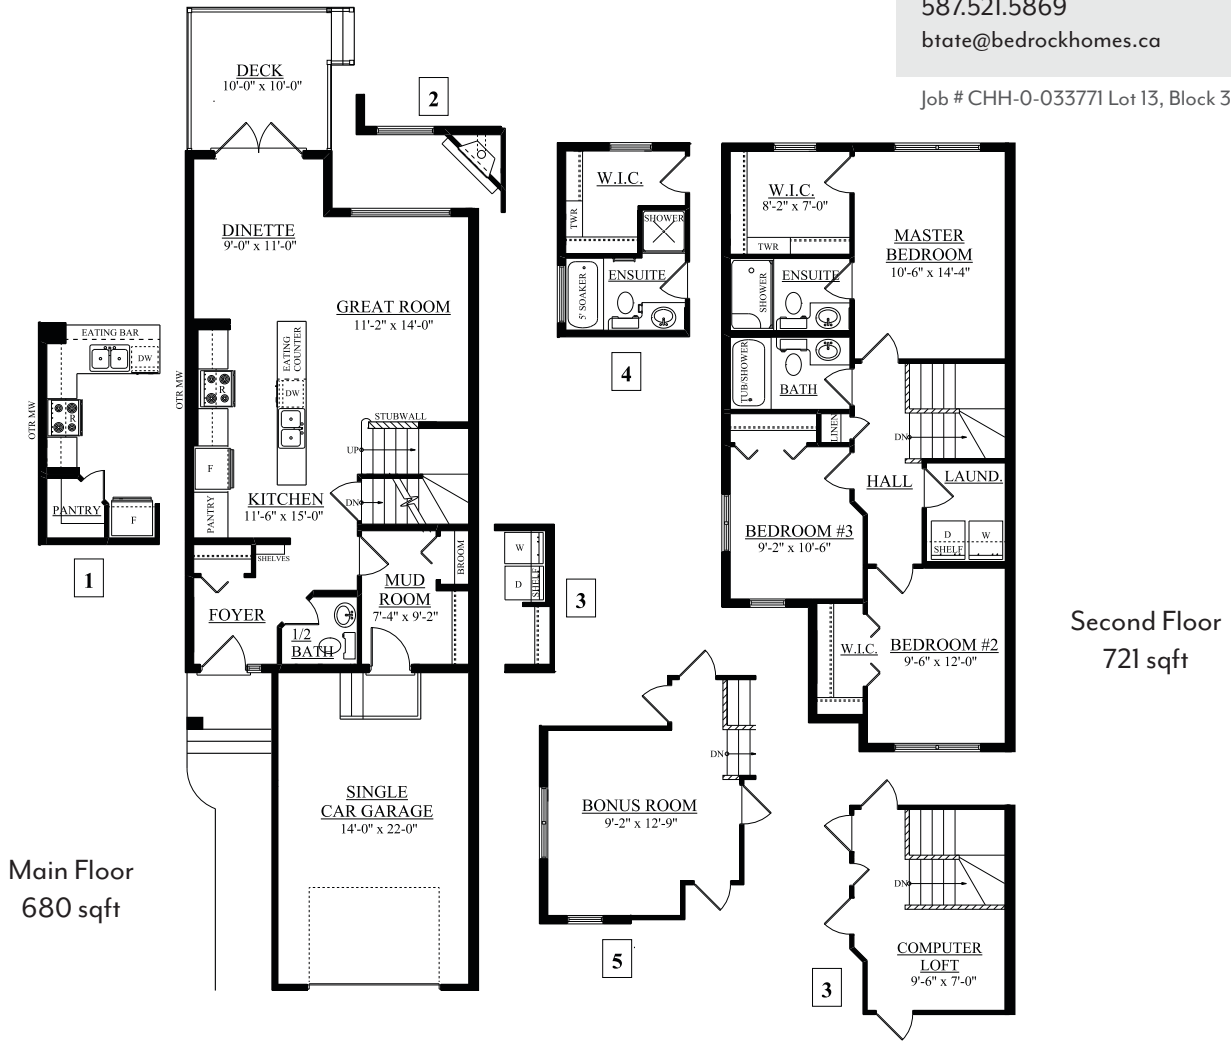 587.521.5869
btate@bedrockhomes.ca
Job # CHH-0-033771 Lot 13, Block 3
DECK
10'-0" x 10'-0"
2
DINETTE
9'-0" x 11'-0"
GREAT ROOM
11'-2" x 14'-0"
EATING
COUNTER
OTR MW
R
DW
STUBWALL
UP
F
DN
KITCHEN
11'-6" x 15'-0"
PANTRY
SHELVES
BROOM
MUD
ROOM
7'-4" x 9'-2"
FOYER
1/2
BATH
SINGLE
CAR GARAGE
14'-0" x 22'-0"
Main Floor
680 sqft
EATING BAR
DW
OTR MW
R
PANTRY
F
1
W
D
SHELF
3
W.I.C.
TWR
SHOWER
ENSUITE
5' SOAKER
4
W.I.C.
8'-2" x 7'-0"
TWR
MASTER
BEDROOM
10'-6" x 14'-4"
ENSUITE
SHOWER
TUB/SHOWER
BATH
LINEN
DN
HALL
LAUND.
D
W
SHELF
BEDROOM #3
9'-2" x 10'-6"
W.I.C.
BEDROOM #2
9'-6" x 12'-0"
Second Floor
721 sqft
DN
BONUS ROOM
9'-2" x 12'-9"
5
DN
COMPUTER
LOFT
9'-6" x 7'-0"
3